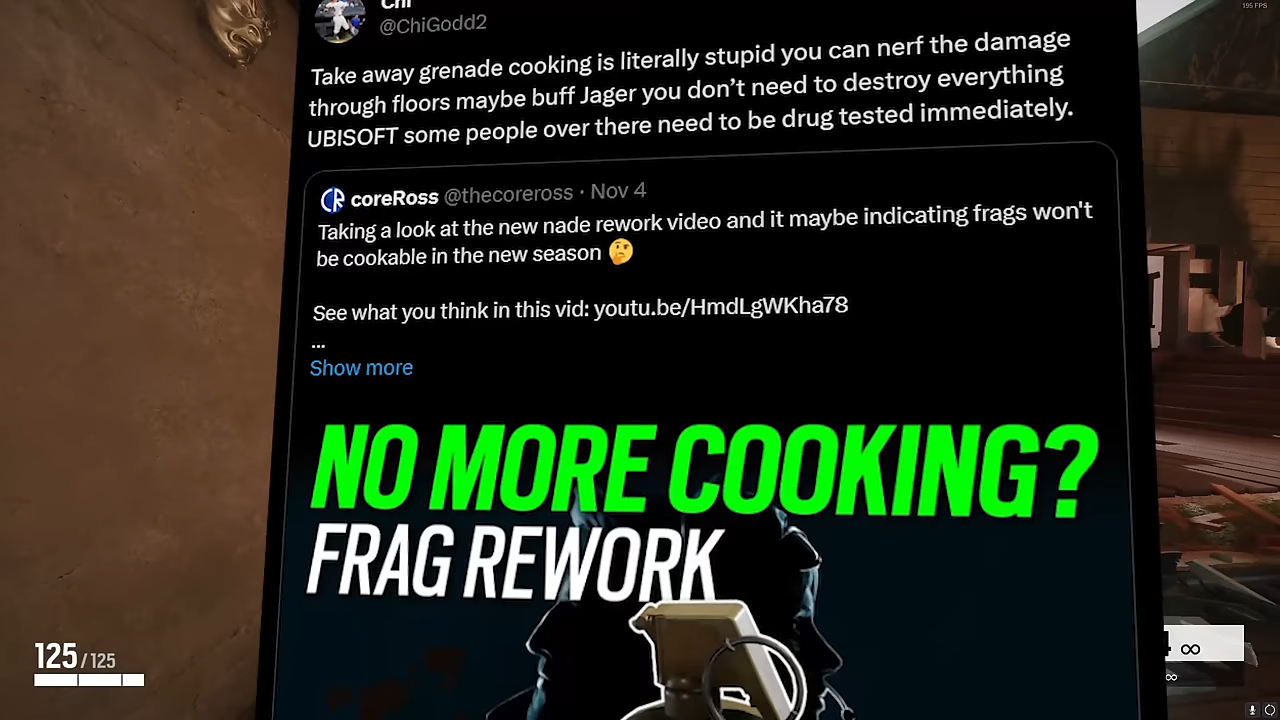 195 FPS
Chi
@ChiGodd2
Take away grenade cooking is literally stupid you can nerf the damage
through floors maybe buff Jager you don’t need to destroy everything
UBISOFT some people over there need to be drug tested immediately.
CR coreRoss @thecoreross · Nov 4
Taking a look at the new nade rework video and it maybe indicating frags won't
be cookable in the new season 🤔
See what you think in this vid: youtu.be/HmdLgWKha78
...
Show more
NO MORE COOKING?
FRAG REWORK
125/125
∞
∞